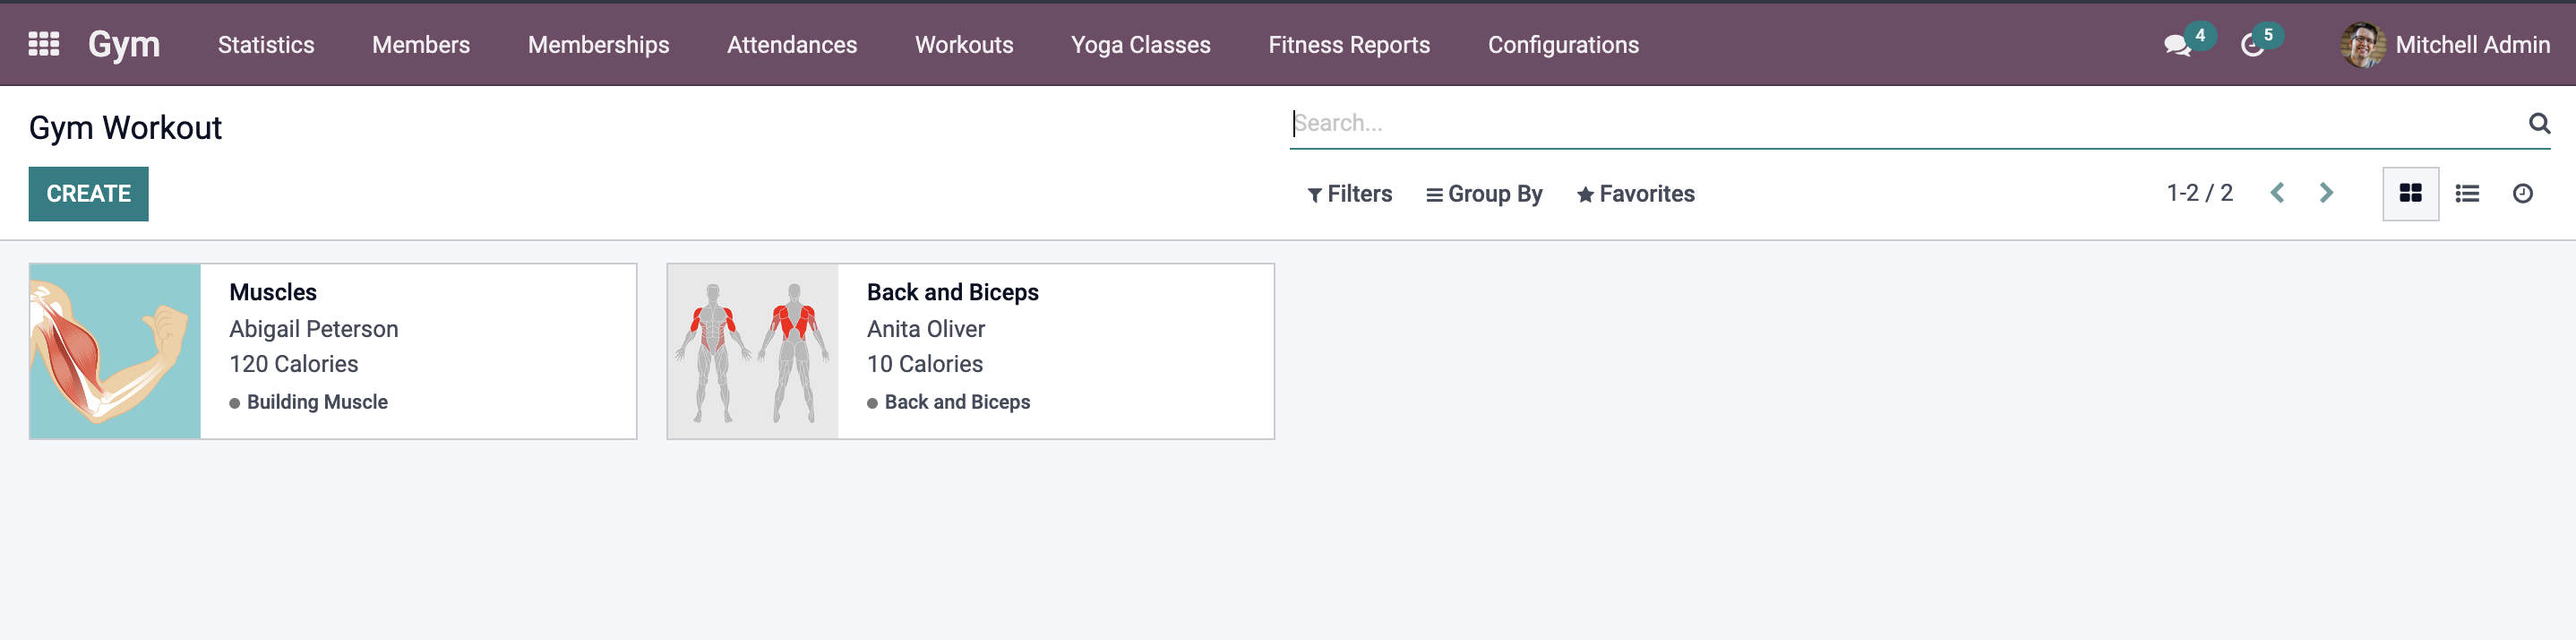 Gym Statistics Members Memberships Attendances Workouts Yoga Classes Fitness Reports Configurations 4 5 Mitchell Admin
Gym Workout
Search...
CREATE
Filters Group By Favorites 1-2 / 2
Muscles
Abigail Peterson
120 Calories
Building Muscle
Back and Biceps
Anita Oliver
10 Calories
Back and Biceps